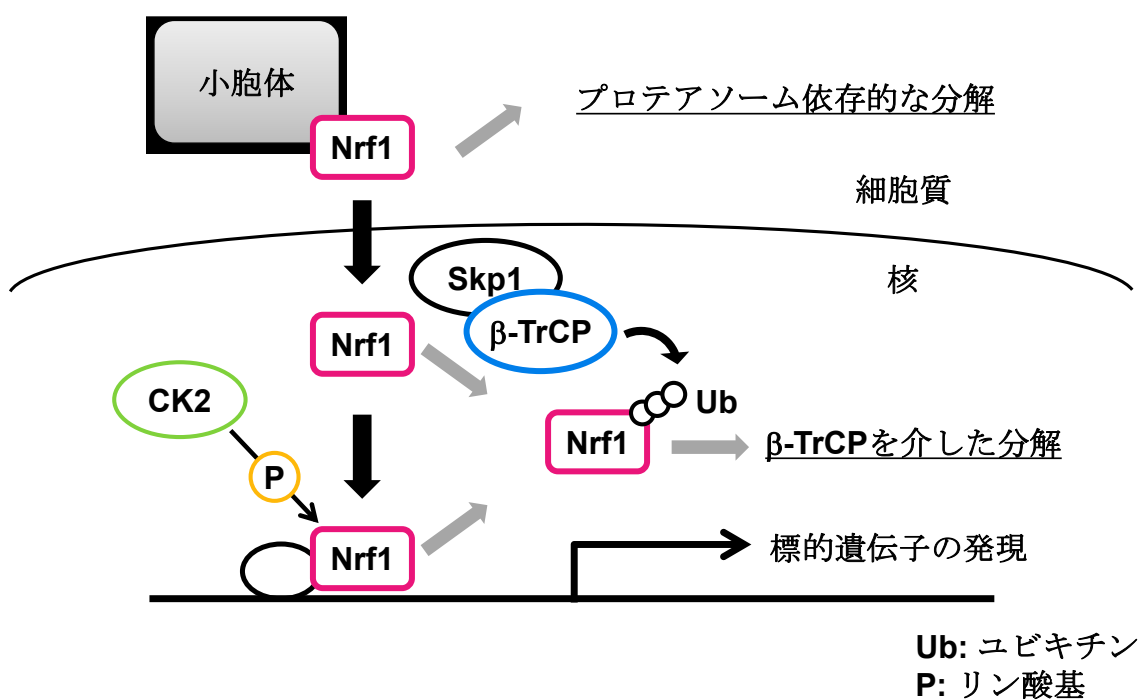 小胞体
Nrf1
プロテアソーム依存的な分解
細胞質
核
Skp1
β-TrCP
Nrf1
CK2
Ub
Nrf1
β-TrCPを介した分解
P
Nrf1
標的遺伝子の発現
Ub: ユビキチン
P: リン酸基